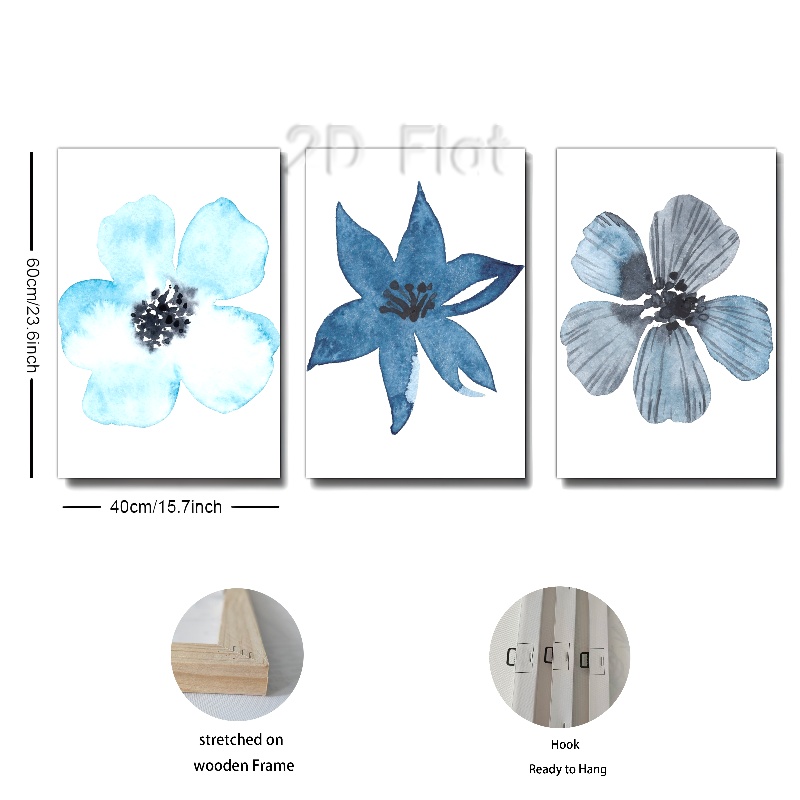 2D Flat
60cm/23.6inch
40cm/15.7inch
stretched on
wooden Frame
Hook
Ready to Hang